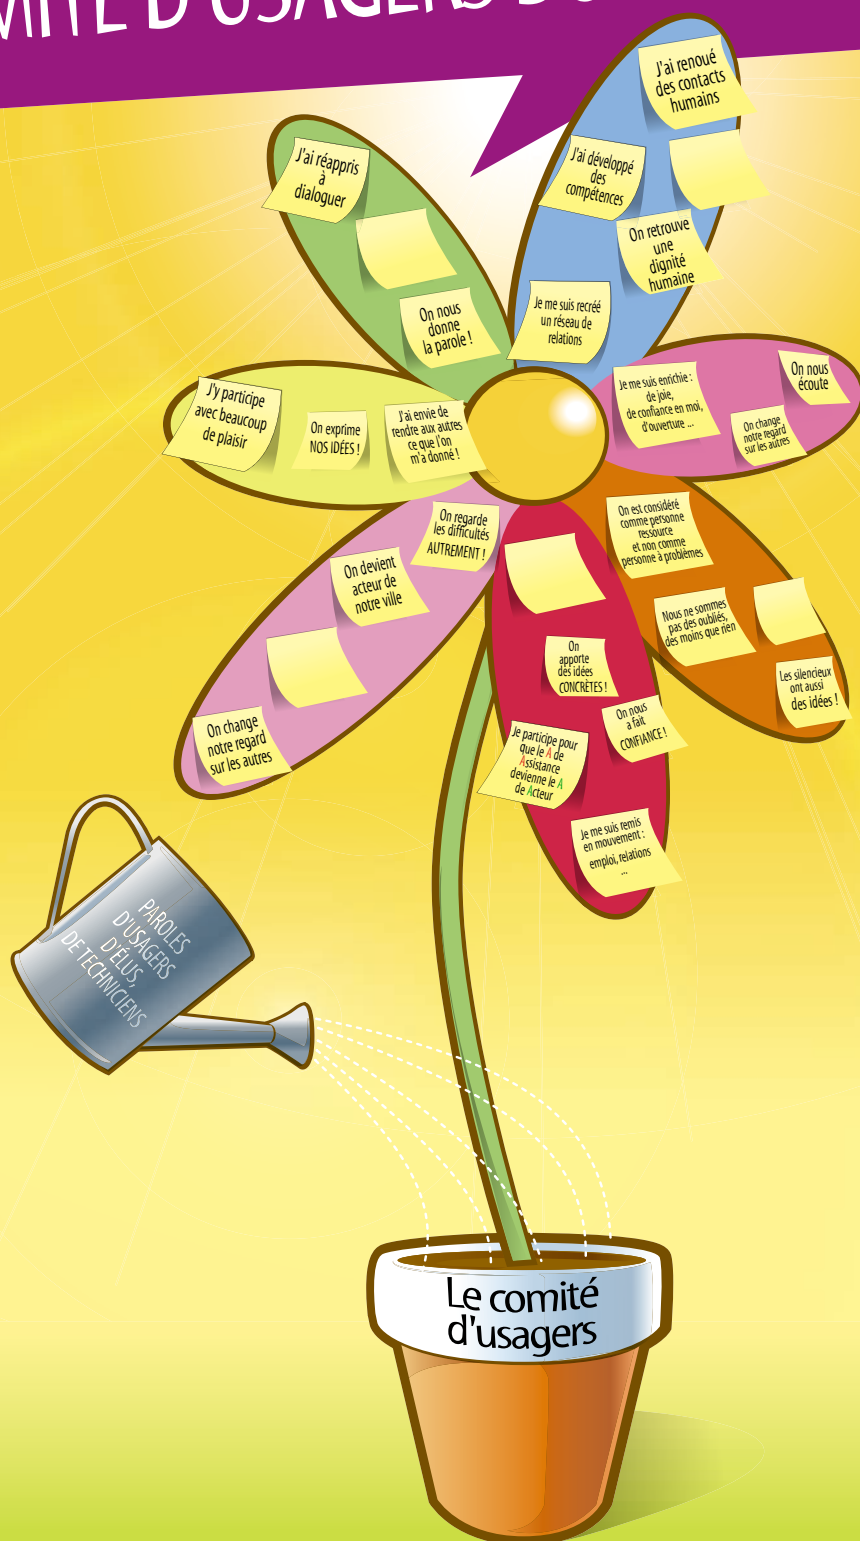 D'USAGERS
J'ai renoué
des contacts
humains
J'ai développé
des
compétences
On retrouve
une
dignité
humaine
Je me suis recréé
un réseau de
relations
J'ai réappris
à
dialoguer
On nous
donne
la parole !
J'y participe
avec beaucoup
de plaisir
On exprime
NOS IDÉES !
J'ai envie de
rendre aux autres
ce que l'on
m'a donné !
Je me suis enrichie :
de joie,
de confiance en moi,
d'ouverture ...
On nous
écoute
On change
notre regard
sur les autres
On regarde
les difficultés
AUTREMENT !
On devient
acteur de
notre ville
On change
notre regard
sur les autres
On est considéré
comme personne
ressource
et non comme
personne à problèmes
Nous ne sommes
pas des oubliés,
des moins que rien
Les silencieux
ont aussi
des idées !
On
apporte
des idées
CONCRÈTES !
On nous
a fait
CONFIANCE !
Je participe pour
que le A de
Assistance
devienne le A
de Acteur
Je me suis remis
en mouvement :
emploi, relations
...
PAROLES
D'USAGERS
D'ÉLUS,
DE TECHNICIENS
Le comité
d'usagers